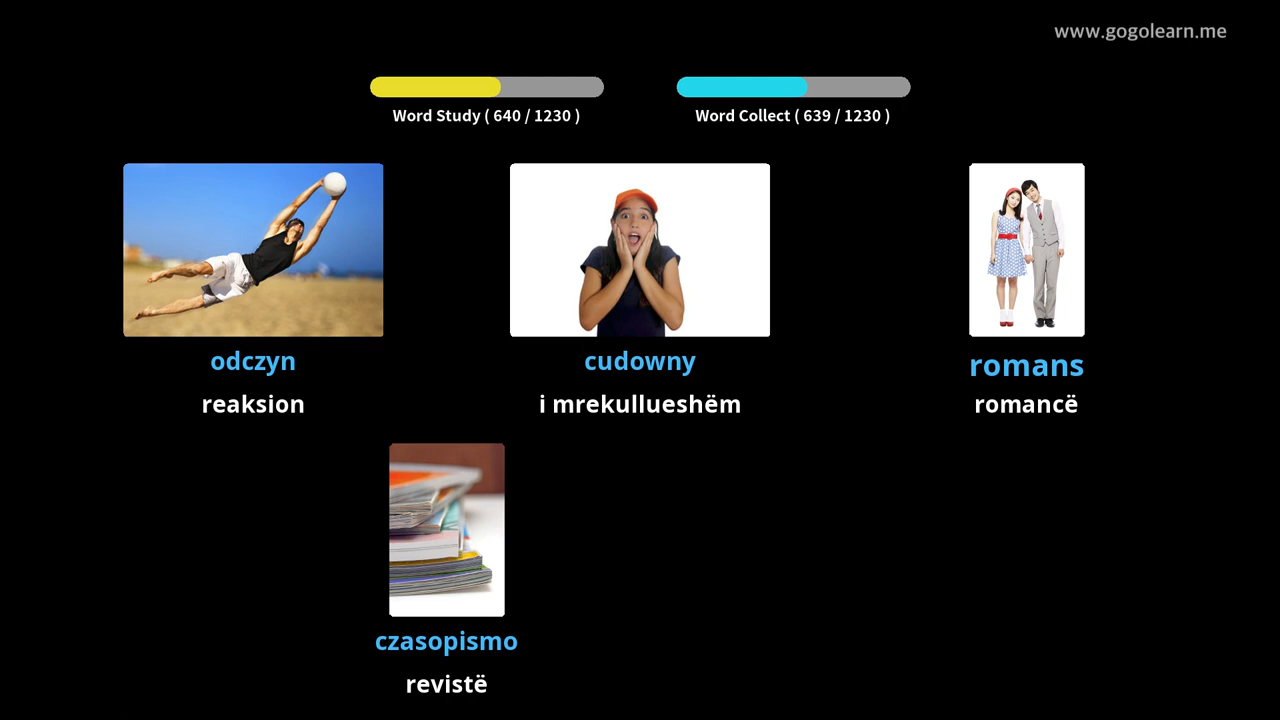 www.gogolearn.me
Word Study ( 640 / 1230 )
Word Collect ( 639 / 1230 )
odczyn
reaksion
cudowny
i mrekullueshëm
romans
romancë
czasopismo
revistë